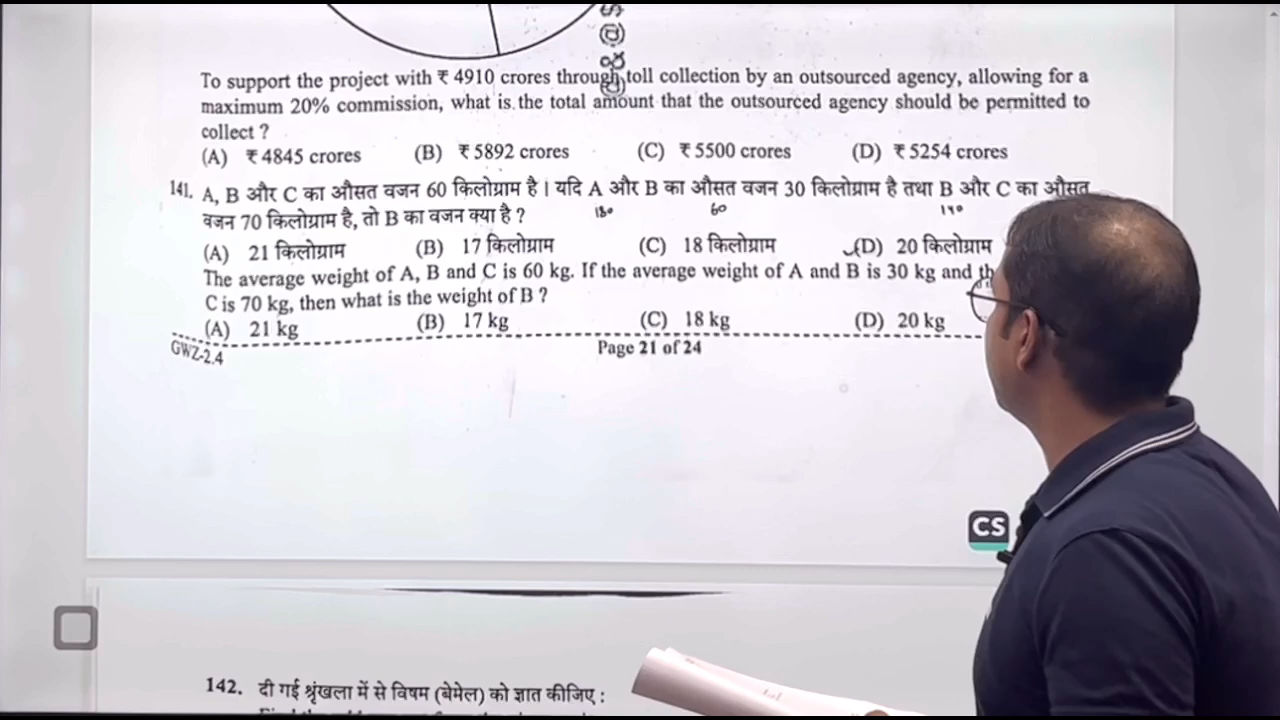 To support the project with ₹ 4910 crores through toll collection by an outsourced agency, allowing for a
maximum 20% commission, what is the total amount that the outsourced agency should be permitted to
collect ?
(A) ₹ 4845 crores (B) ₹ 5892 crores (C) ₹ 5500 crores (D) ₹ 5254 crores
141. A, B और C का औसत वजन 60 किलोग्राम है । यदि A और B का औसत वजन 30 किलोग्राम है तथा B और C का औसत
180 60 140
वजन 70 किलोग्राम है, तो B का वजन क्या है ?
(A) 21 किलोग्राम (B) 17 किलोग्राम (C) 18 किलोग्राम (D) 20 किलोग्राम
The average weight of A, B and C is 60 kg. If the average weight of A and B is 30 kg and
C is 70 kg, then what is the weight of B ?
(A) 21 kg (B) 17 kg (C) 18 kg (D) 20 kg
GWZ-2.4 Page 21 of 24
CS
142. दी गई श्रृंखला में से विषम (बेमेल) को ज्ञात कीजिए :